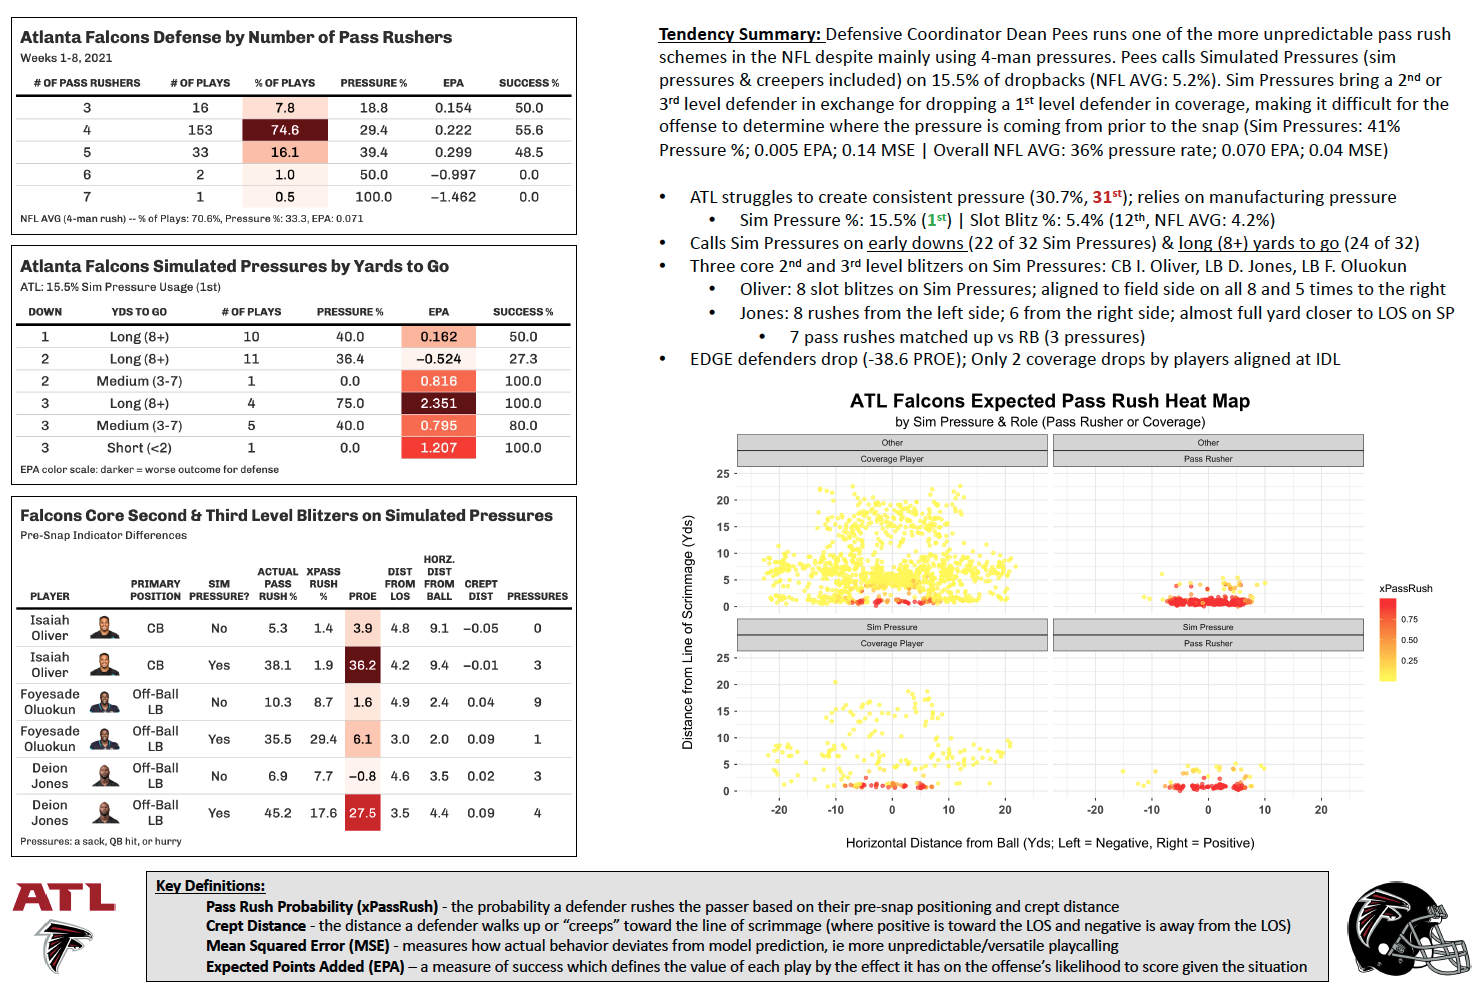 Atlanta Falcons Defense by Number of Pass Rushers
Weeks 1-8, 2021
# OF PASS RUSHERS # OF PLAYS % OF PLAYS PRESSURE % EPA SUCCESS %
3 16 7.8 18.8 0.154 50.0
4 153 74.6 29.4 0.222 55.6
5 33 16.1 39.4 0.299 48.5
6 2 1.0 50.0 −0.997 0.0
7 1 0.5 100.0 −1.462 0.0
NFL AVG (4-man rush) -- % of Plays: 70.6%, Pressure %: 33.3, EPA: 0.071
Atlanta Falcons Simulated Pressures by Yards to Go
ATL: 15.5% Sim Pressure Usage (1st)
DOWN YDS TO GO # OF PLAYS PRESSURE % EPA SUCCESS %
1 Long (8+) 10 40.0 0.162 50.0
2 Long (8+) 11 36.4 −0.524 27.3
2 Medium (3-7) 1 0.0 0.816 100.0
3 Long (8+) 4 75.0 2.351 100.0
3 Medium (3-7) 5 40.0 0.795 80.0
3 Short (<2) 1 0.0 1.207 100.0
EPA color scale: darker = worse outcome for defense
Falcons Core Second & Third Level Blitzers on Simulated Pressures
Pre-Snap Indicator Differences
PLAYER PRIMARY POSITION SIM PRESSURE? ACTUAL PASS RUSH % XPASS RUSH % PROE DIST FROM LOS HORZ. DIST FROM BALL CREPT DIST PRESSURES
Isaiah Oliver CB No 5.3 1.4 3.9 4.8 9.1 −0.05 0
Isaiah Oliver CB Yes 38.1 1.9 36.2 4.2 9.4 −0.01 3
Foyesade Oluokun Off-Ball LB No 10.3 8.7 1.6 4.9 2.4 0.04 9
Foyesade Oluokun Off-Ball LB Yes 35.5 29.4 6.1 3.0 2.0 0.09 1
Deion Jones Off-Ball LB No 6.9 7.7 −0.8 4.6 3.5 0.02 3
Deion Jones Off-Ball LB Yes 45.2 17.6 27.5 3.5 4.4 0.09 4
Pressures: a sack, QB hit, or hurry
Tendency Summary: Defensive Coordinator Dean Pees runs one of the more unpredictable pass rush
schemes in the NFL despite mainly using 4-man pressures. Pees calls Simulated Pressures (sim
pressures & creepers included) on 15.5% of dropbacks (NFL AVG: 5.2%). Sim Pressures bring a 2nd or
3rd level defender in exchange for dropping a 1st level defender in coverage, making it difficult for the
offense to determine where the pressure is coming from prior to the snap (Sim Pressures: 41%
Pressure %; 0.005 EPA; 0.14 MSE | Overall NFL AVG: 36% pressure rate; 0.070 EPA; 0.04 MSE)
• ATL struggles to create consistent pressure (30.7%, 31st); relies on manufacturing pressure
• Sim Pressure %: 15.5% (1st) | Slot Blitz %: 5.4% (12th, NFL AVG: 4.2%)
• Calls Sim Pressures on early downs (22 of 32 Sim Pressures) & long (8+) yards to go (24 of 32)
• Three core 2nd and 3rd level blitzers on Sim Pressures: CB I. Oliver, LB D. Jones, LB F. Oluokun
• Oliver: 8 slot blitzes on Sim Pressures; aligned to field side on all 8 and 5 times to the right
• Jones: 8 rushes from the left side; 6 from the right side; almost full yard closer to LOS on SP
• 7 pass rushes matched up vs RB (3 pressures)
• EDGE defenders drop (-38.6 PROE); Only 2 coverage drops by players aligned at IDL
ATL Falcons Expected Pass Rush Heat Map
by Sim Pressure & Role (Pass Rusher or Coverage)
Other Other
Coverage Player Pass Rusher
25
20
15
10
5
0
Sim Pressure Sim Pressure
Coverage Player Pass Rusher
25
20
15
10
5
0
-20 -10 0 10 20 -20 -10 0 10 20
Distance from Line of Scrimmage (Yds)
Horizontal Distance from Ball (Yds; Left = Negative, Right = Positive)
xPassRush
0.75
0.50
0.25
ATL
Key Definitions:
Pass Rush Probability (xPassRush) - the probability a defender rushes the passer based on their pre-snap positioning and crept distance
Crept Distance - the distance a defender walks up or “creeps” toward the line of scrimmage (where positive is toward the LOS and negative is away from the LOS)
Mean Squared Error (MSE) - measures how actual behavior deviates from model prediction, ie more unpredictable/versatile playcalling
Expected Points Added (EPA) – a measure of success which defines the value of each play by the effect it has on the offense’s likelihood to score given the situation